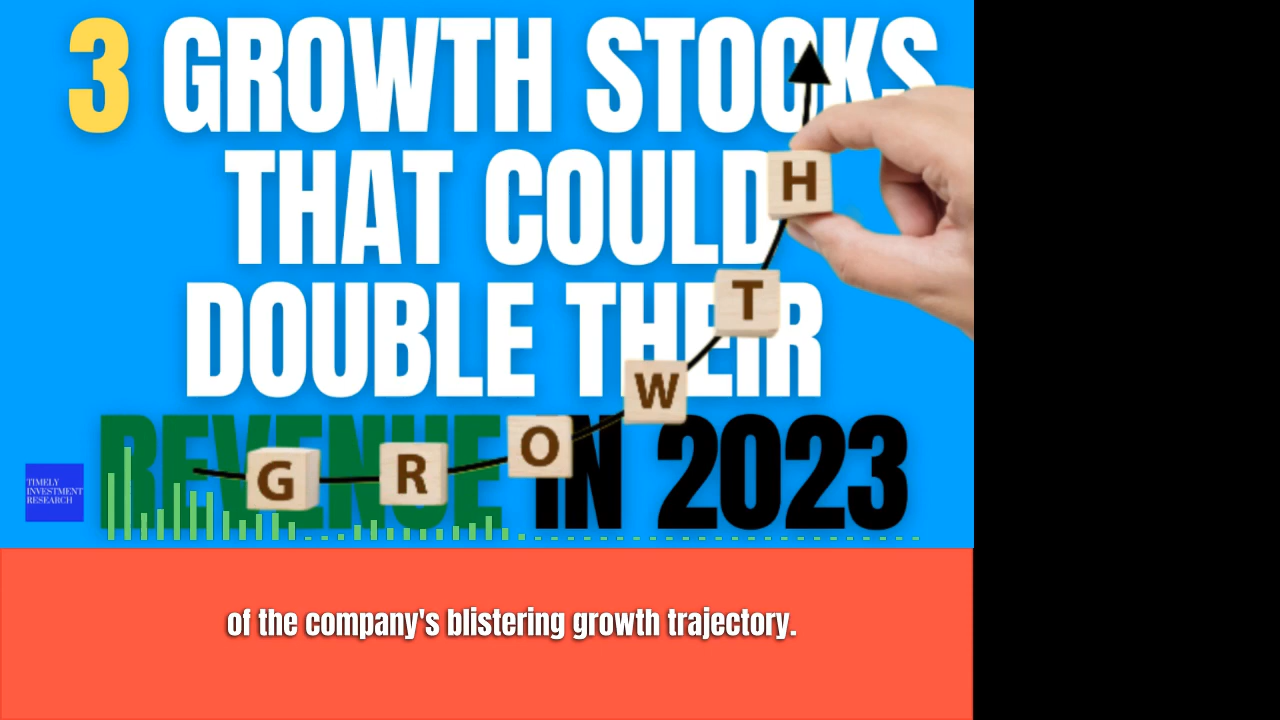 3 GROWTH STOCKS
THAT COULD
DOUBLE THEIR
REVENUE IN 2023
H
T
W
O
R
G
TIMELY
INVESTMENT
RESEARCH
of the company's blistering growth trajectory.